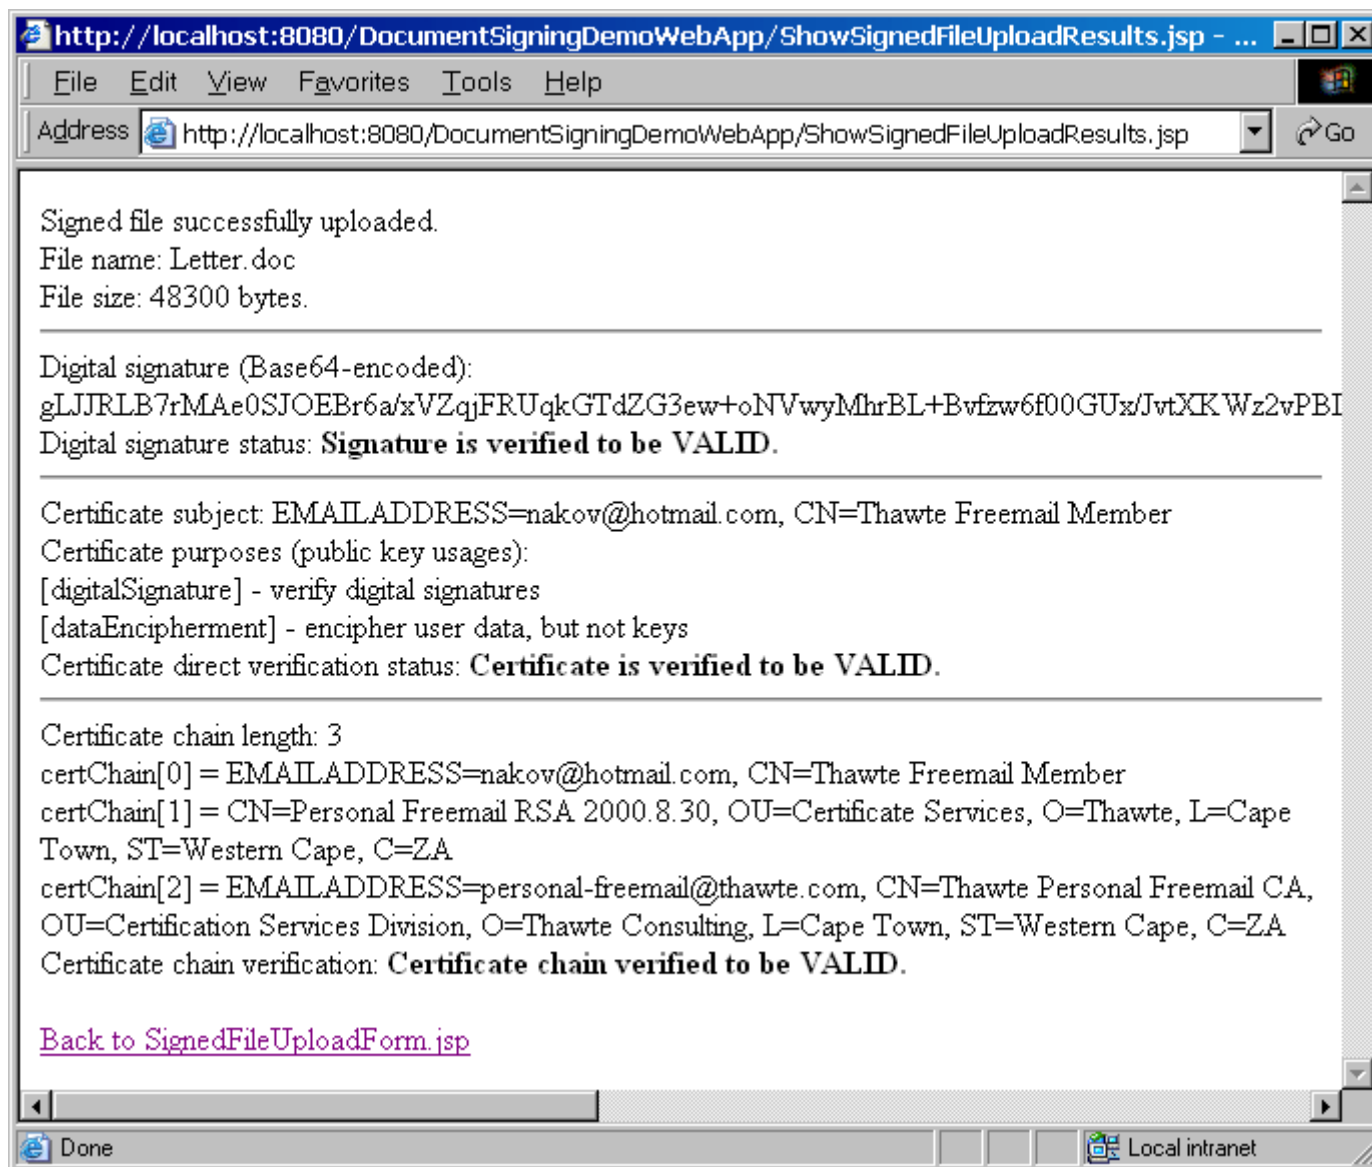 http://localhost:8080/DocumentSigningDemoWebApp/ShowSignedFileUploadResults.jsp - ...
File Edit View Favorites Tools Help
Address http://localhost:8080/DocumentSigningDemoWebApp/ShowSignedFileUploadResults.jsp Go
Signed file successfully uploaded.
File name: Letter.doc
File size: 48300 bytes.
Digital signature (Base64-encoded):
gLJJRLB7rMAe0SJOEBr6a/xVZqjFRUqkGTdZG3ew+oNVwyMhrBL+Bvfzw6f00GUx/JvtXKWz2vPBI
Digital signature status: Signature is verified to be VALID.
Certificate subject: EMAILADDRESS=nakov@hotmail.com, CN=Thawte Freemail Member
Certificate purposes (public key usages):
[digitalSignature] - verify digital signatures
[dataEncipherment] - encipher user data, but not keys
Certificate direct verification status: Certificate is verified to be VALID.
Certificate chain length: 3
certChain[0] = EMAILADDRESS=nakov@hotmail.com, CN=Thawte Freemail Member
certChain[1] = CN=Personal Freemail RSA 2000.8.30, OU=Certificate Services, O=Thawte, L=Cape
Town, ST=Western Cape, C=ZA
certChain[2] = EMAILADDRESS=personal-freemail@thawte.com, CN=Thawte Personal Freemail CA,
OU=Certification Services Division, O=Thawte Consulting, L=Cape Town, ST=Western Cape, C=ZA
Certificate chain verification: Certificate chain verified to be VALID.
Back to SignedFileUploadForm.jsp
Done Local intranet